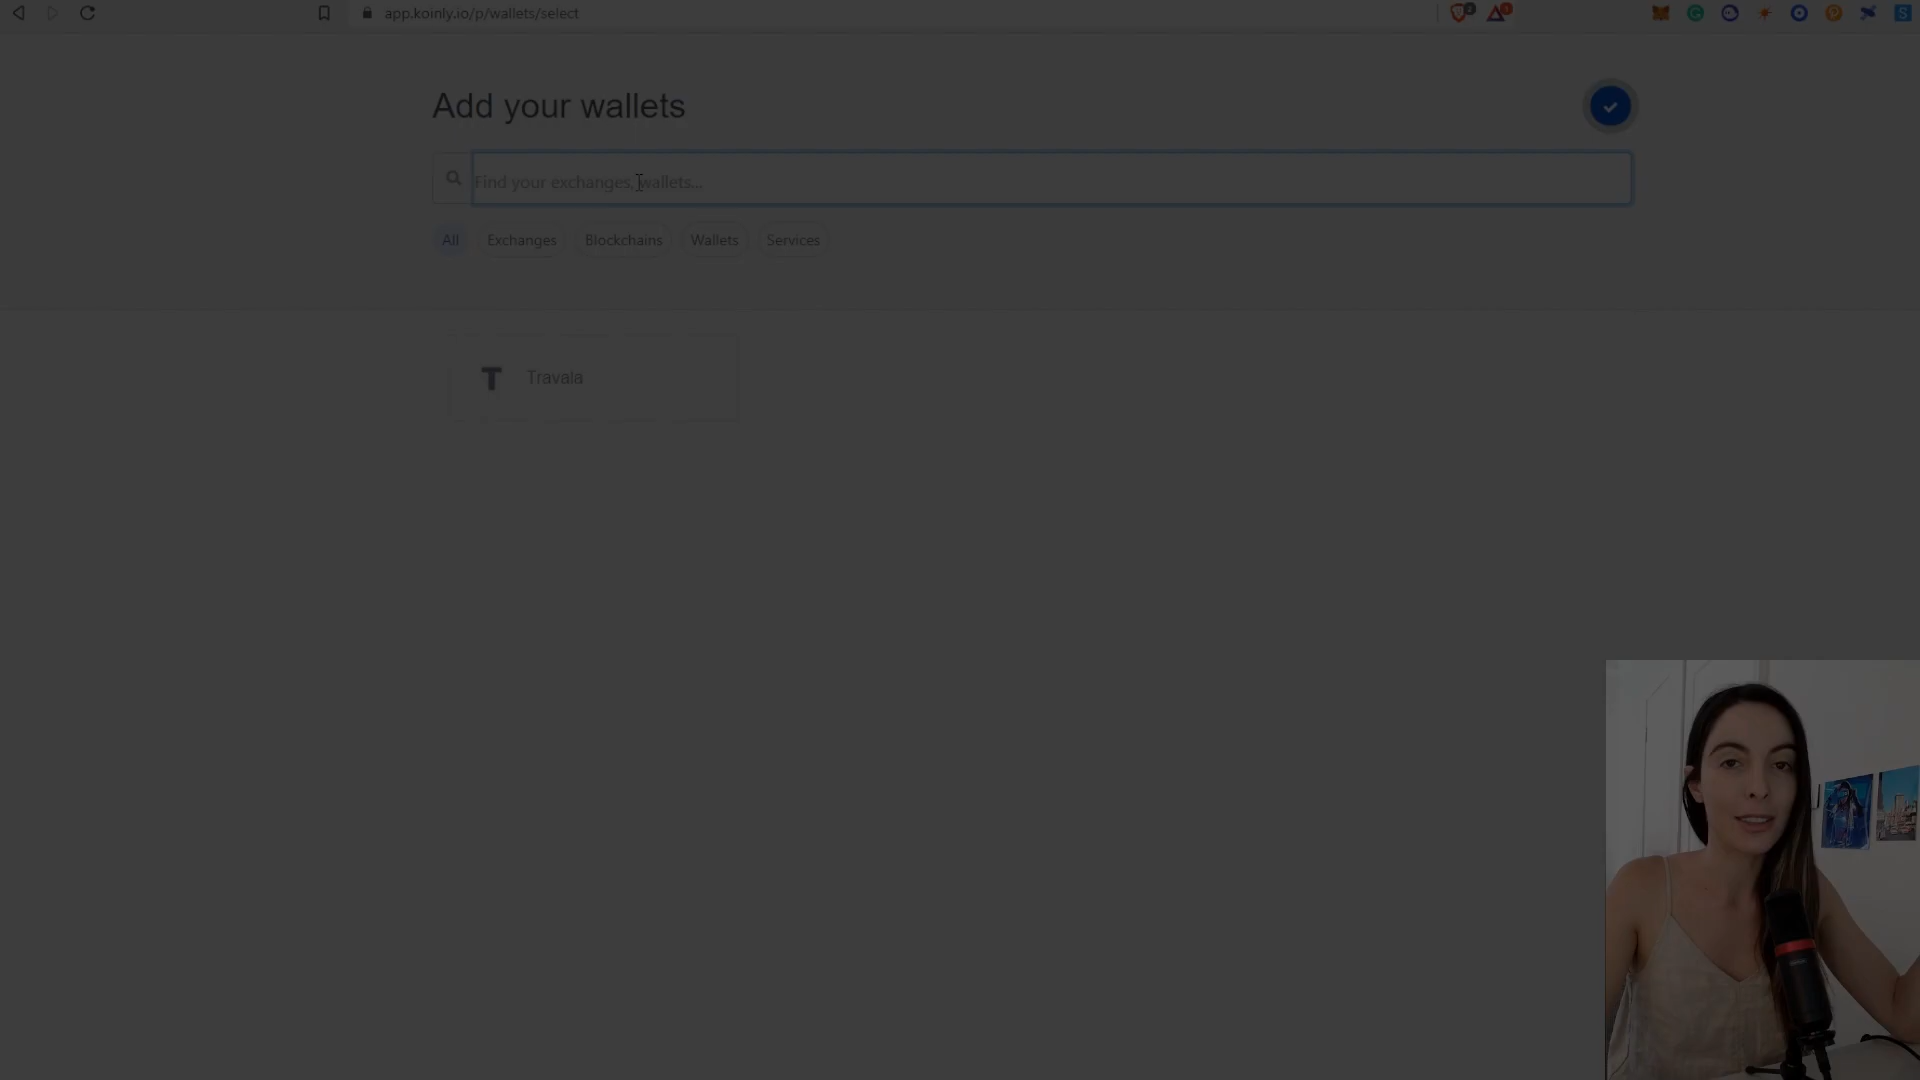 app.koinly.io/p/wallets/select
Add your wallets
Find your exchanges, wallets...
All Exchanges Blockchains Wallets Services
T Travala